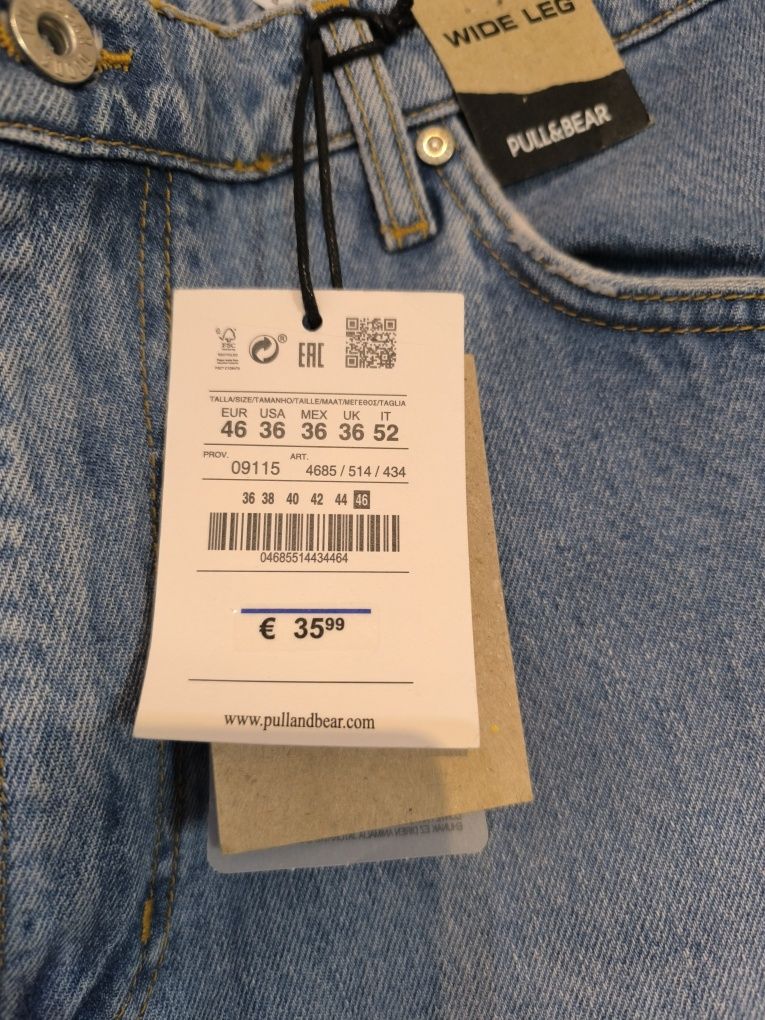 WIDE LEG
PULL&BEAR
FSC
EAC
TALLA/SIZE/TAMANHO/TAILLE/MAAT/ΜΕΓΕΘΟΣ/TAGLIA
EUR USA MEX UK IT
46 36 36 36 52
PROV. 09115 ART. 4685 / 514 / 434
36 38 40 42 44 46
04685514434464
€ 35⁹⁹
www.pullandbear.com